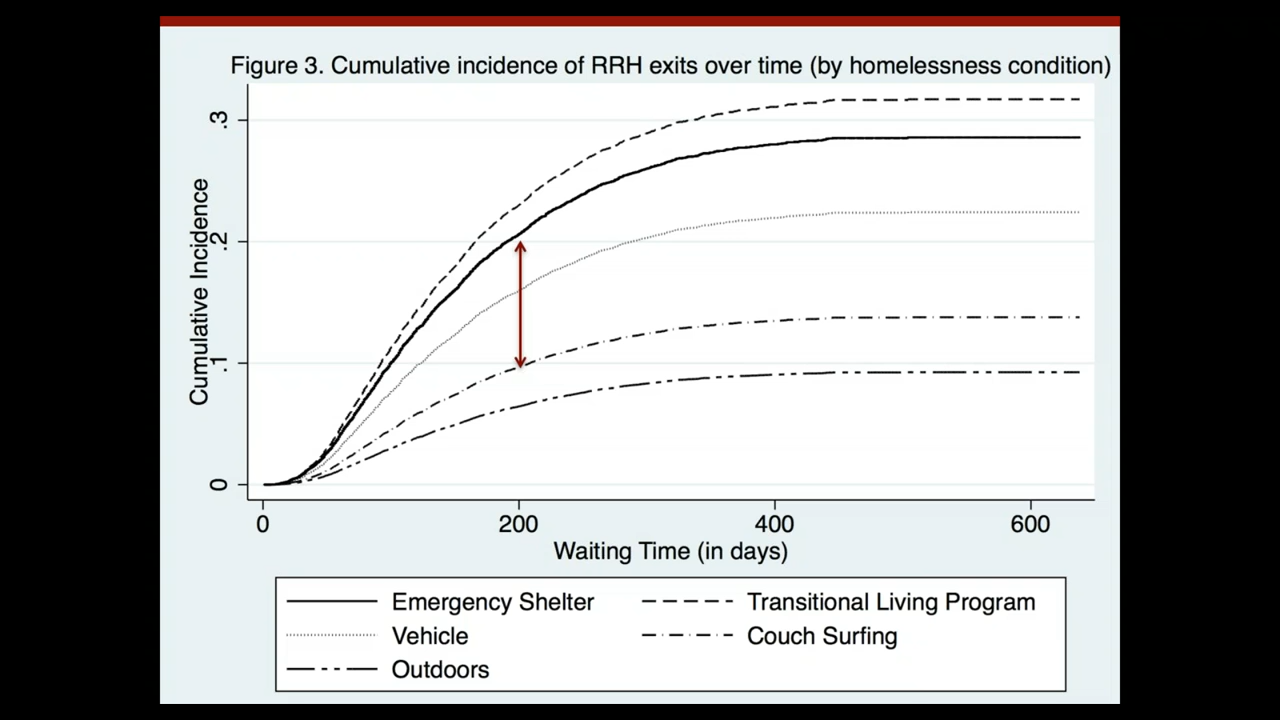 Figure 3. Cumulative incidence of RRH exits over time (by homelessness condition)
Cumulative Incidence
.3
.2
.1
0
0 200 400 600
Waiting Time (in days)
Emergency Shelter Transitional Living Program
Vehicle Couch Surfing
Outdoors